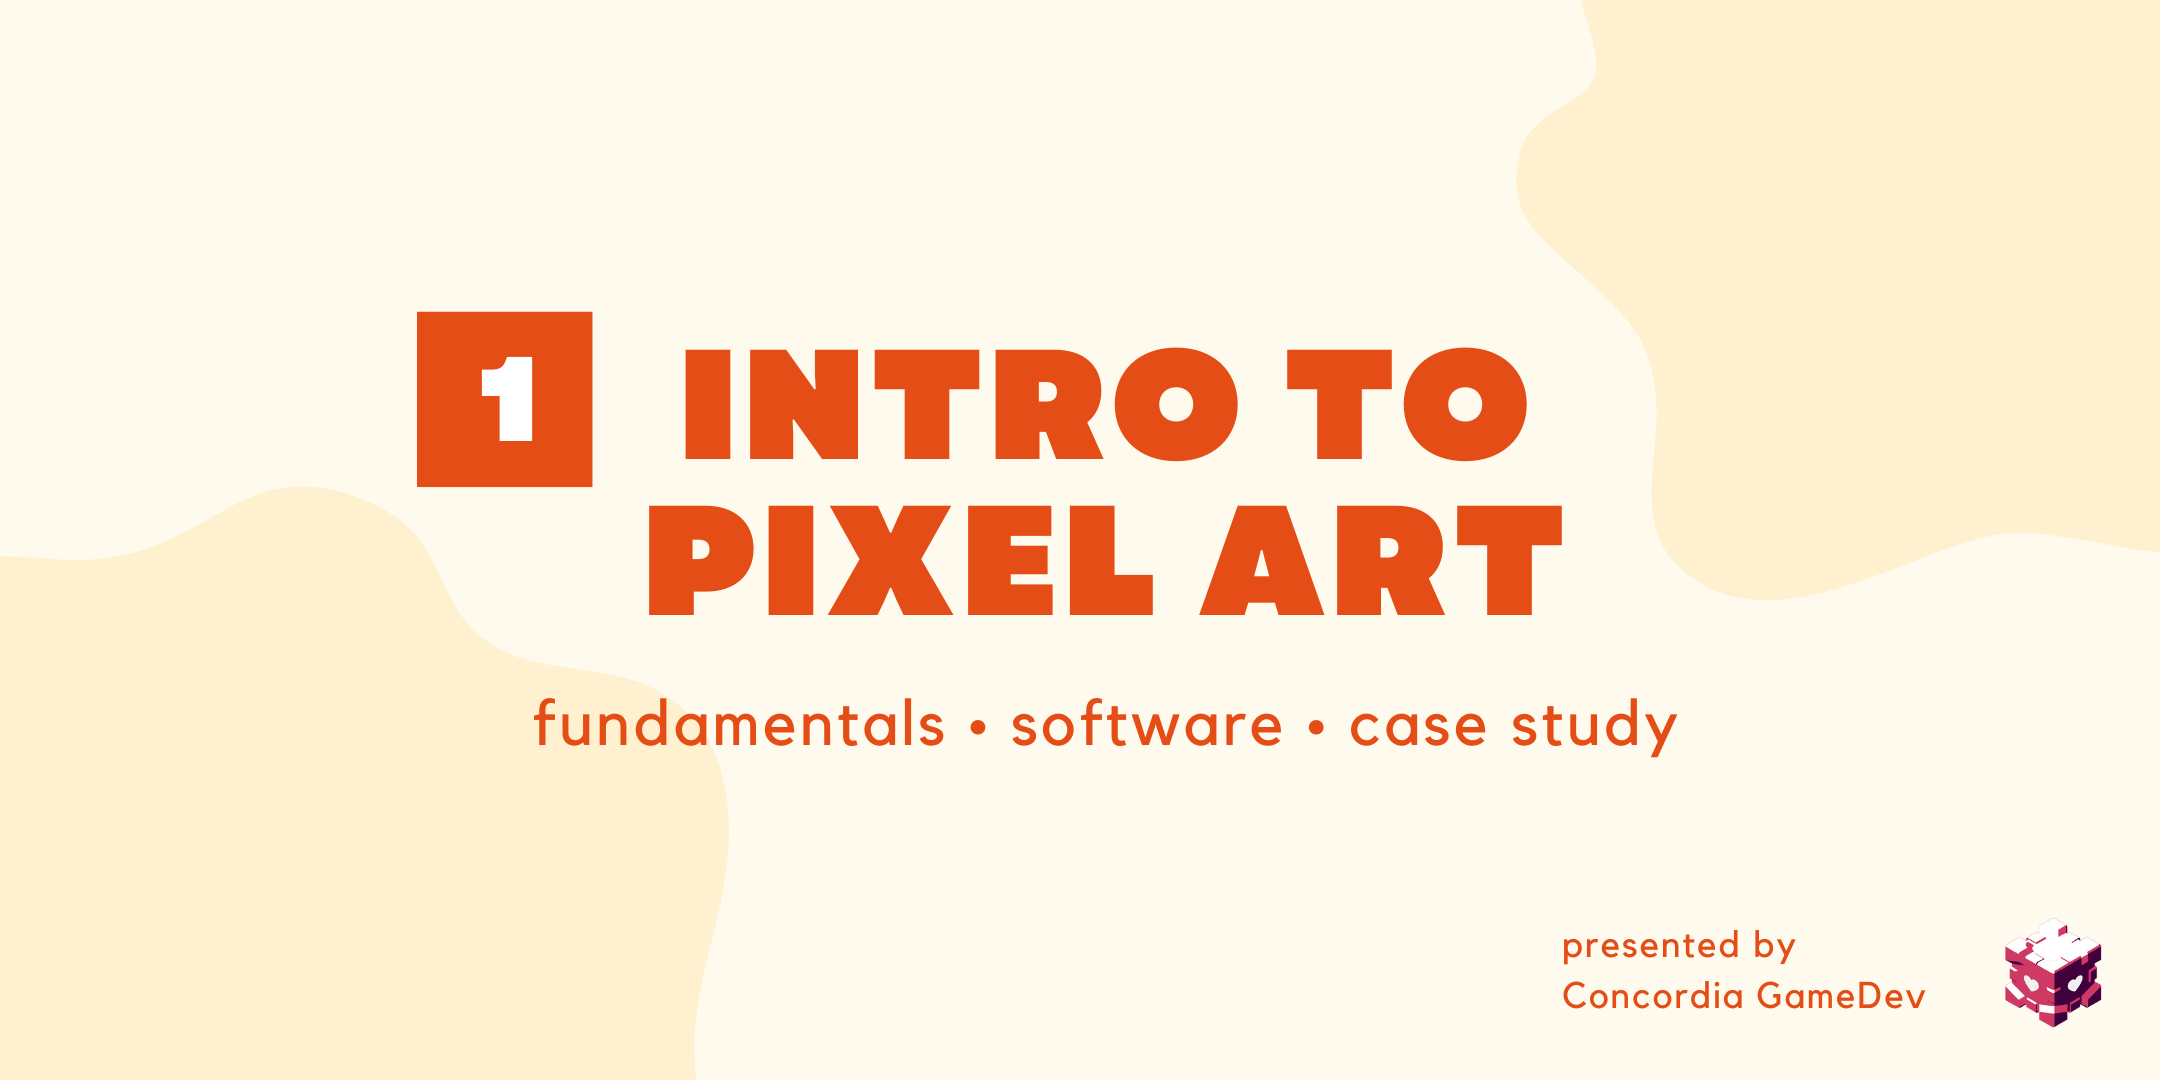 1
INTRO TO
PIXEL ART
fundamentals • software • case study
presented by
Concordia GameDev